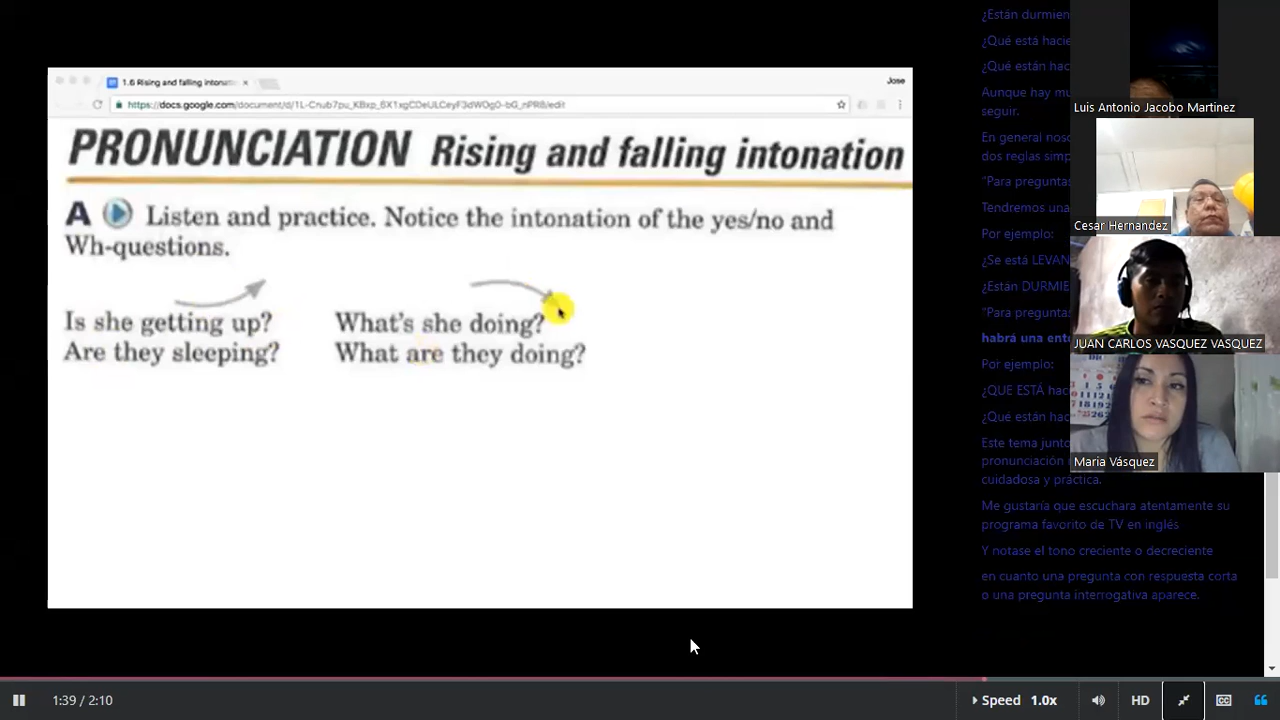 1.6 Rising and falling intona
Jose
https://docs.google.com/document/d/1L-Cnub7pu_KBxp_6X1xgCDeULCeyF3dWOg0-bG_nPR8/edit
PRONUNCIATION Rising and falling intonation
A Listen and practice. Notice the intonation of the yes/no and
Wh-questions.
Is she getting up? What's she doing?
Are they sleeping? What are they doing?
1:39 / 2:10
Speed 1.0x
HD
CC
¿Están durmien
¿Qué está hacie
¿Qué están hac
Aunque hay mu
seguir.
En general noso
dos reglas simp
"Para preguntas
Tendremos una
Por ejemplo:
¿Se está LEVAN
¿Están DURMIE
"Para preguntas
habrá una ento
Por ejemplo:
¿QUE ESTÁ hac
¿Qué están hac
Este tema junto
pronunciación
cuidadosa y práctica.
Me gustaría que escuchara atentamente su
programa favorito de TV en inglés
Y notase el tono creciente o decreciente
en cuanto una pregunta con respuesta corta
o una pregunta interrogativa aparece.
Luis Antonio Jacobo Martinez
Cesar Hernandez
JUAN CARLOS VASQUEZ VASQUEZ
Maria Vásquez